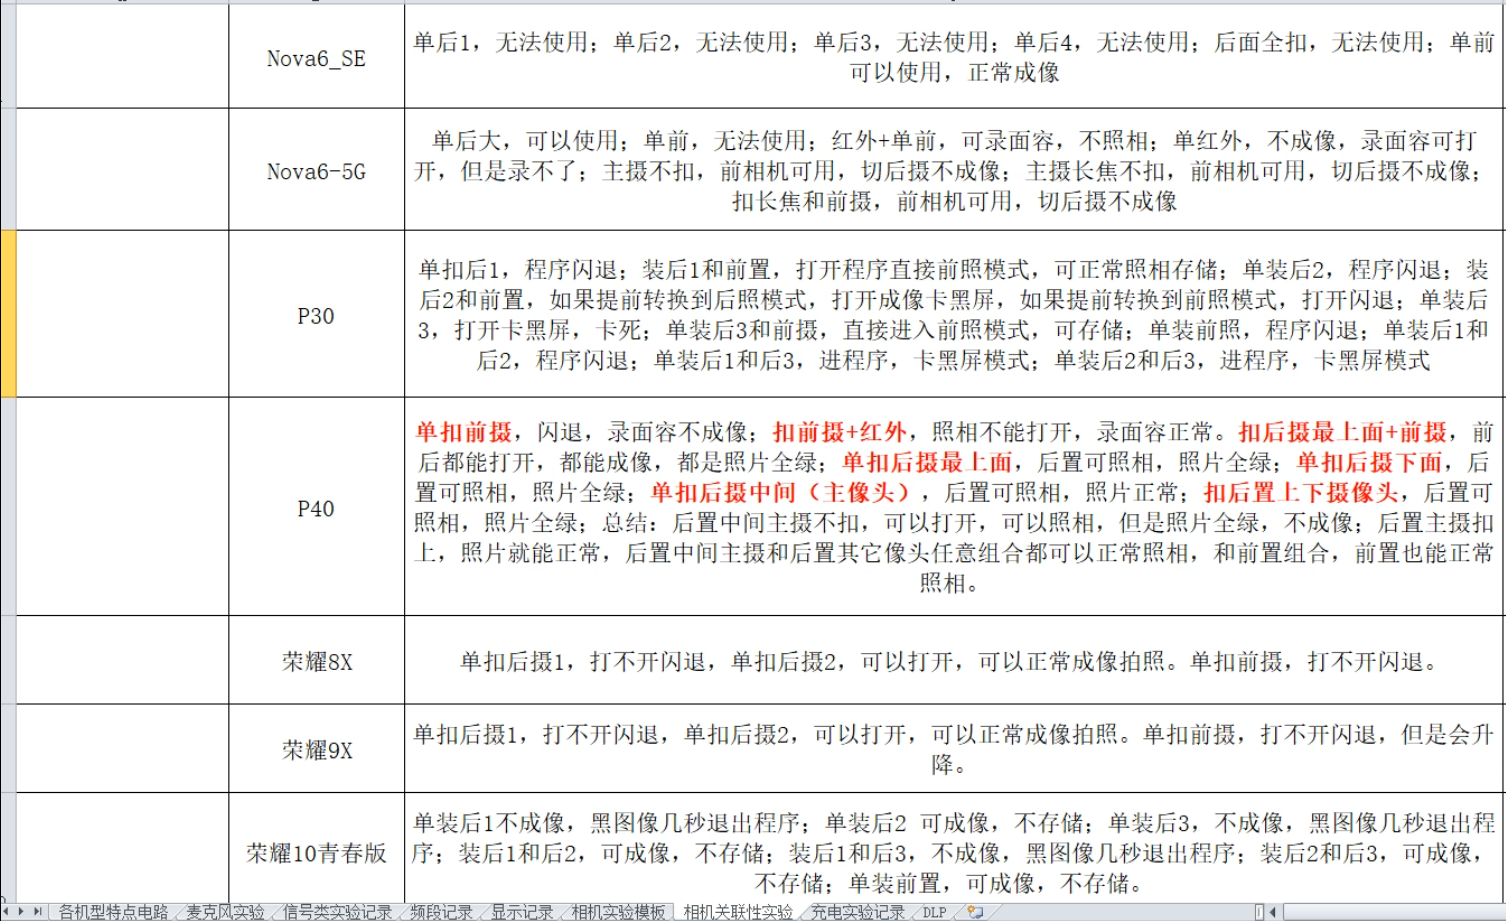 Nova6_SE
单后1，无法使用；单后2，无法使用；单后3，无法使用；单后4，无法使用；后面全扣，无法使用；单前
可以使用，正常成像
Nova6-5G
单后大，可以使用；单前，无法使用；红外+单前，可录面容，不照相；单红外，不成像，录面容可打
开，但是录不了；主摄不扣，前相机可用，切后摄不成像；主摄长焦不扣，前相机可用，切后摄不成像；
扣长焦和前摄，前相机可用，切后摄不成像
P30
单扣后1，程序闪退；装后1和前置，打开程序直接前照模式，可正常照相存储；单装后2，程序闪退；装
后2和前置，如果提前转换到后照模式，打开成像卡黑屏，如果提前转换到前照模式，打开闪退；单装后
3，打开卡黑屏，卡死；单装后3和前摄，直接进入前照模式，可存储；单装前照，程序闪退；单装后1和
后2，程序闪退；单装后1和后3，进程序，卡黑屏模式；单装后2和后3，进程序，卡黑屏模式
P40
单扣前摄，闪退，录面容不成像；扣前摄+红外，照相不能打开，录面容正常。扣后摄最上面+前摄，前
后都能打开，都能成像，都是照片全绿；单扣后摄最上面，后置可照相，照片全绿；单扣后摄下面，后
置可照相，照片全绿；单扣后摄中间（主像头），后置可照相，照片正常；扣后置上下摄像头，后置可
照相，照片全绿；总结：后置中间主摄不扣，可以打开，可以照相，但是照片全绿，不成像；后置主摄扣
上，照片就能正常，后置中间主摄和后置其它像头任意组合都可以正常照相，和前置组合，前置也能正常
照相。
荣耀8X
单扣后摄1，打不开闪退，单扣后摄2，可以打开，可以正常成像拍照。单扣前摄，打不开闪退。
荣耀9X
单扣后摄1，打不开闪退，单扣后摄2，可以打开，可以正常成像拍照。单扣前摄，打不开闪退，但是会升
降。
荣耀10青春版
单装后1不成像，黑图像几秒退出程序；单装后2 可成像，不存储；单装后3，不成像，黑图像几秒退出程
序；装后1和后2，可成像，不存储；装后1和后3，不成像，黑图像几秒退出程序；装后2和后3，可成像，
不存储；单装前置，可成像，不存储。
各机型特点电路 麦克风实验 信号类实验记录 频段记录 显示记录 相机实验模板 相机关联性实验 充电实验记录 DLP